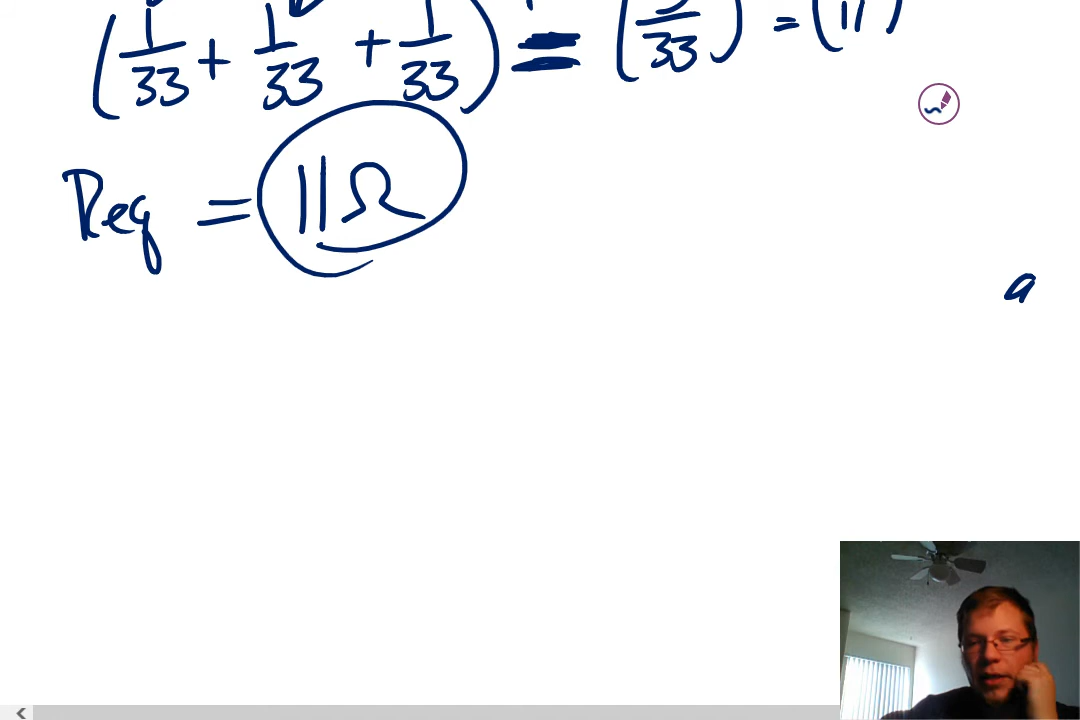 (1/33 + 1/33 + 1/33) = (3/33) = (11)
Req = 11Ω
a